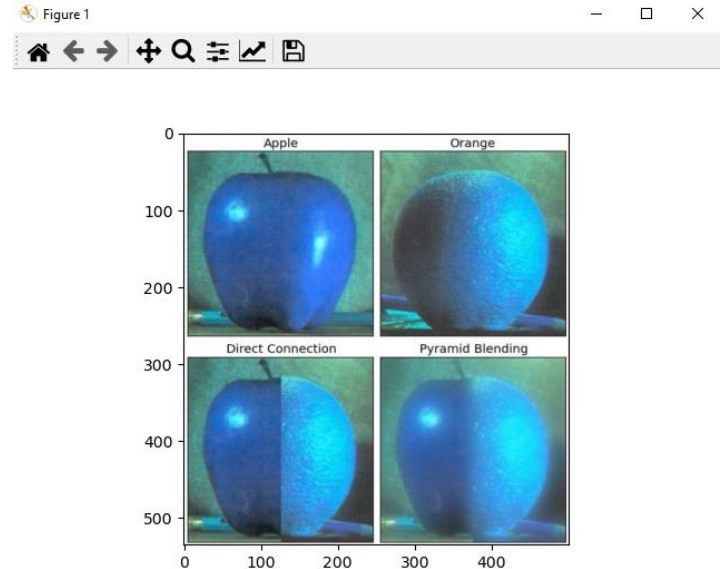 Figure 1
0
Apple
Orange
100
200
300
Direct Connection
Pyramid Blending
400
500
0 100 200 300 400